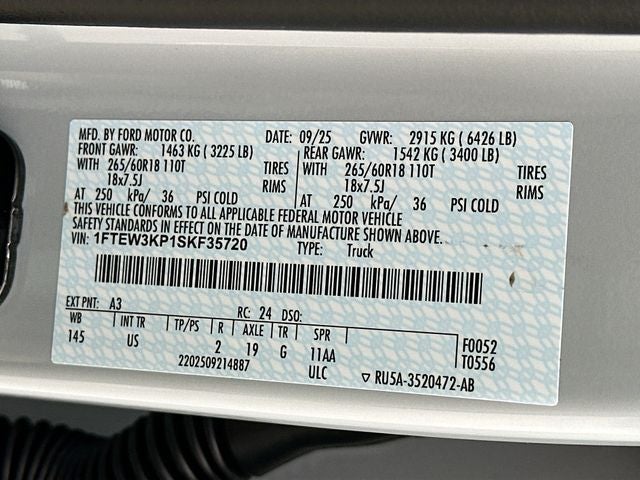 MFD. BY FORD MOTOR CO. DATE: 09/25 GVWR: 2915 KG ( 6426 LB)
FRONT GAWR: 1463 KG ( 3225 LB) REAR GAWR: 1542 KG ( 3400 LB)
WITH 265/60R18 110T TIRES WITH 265/60R18 110T TIRES
18x7.5J RIMS 18x7.5J RIMS
AT 250 kPa/ 36 PSI COLD AT 250 kPa/ 36 PSI COLD
THIS VEHICLE CONFORMS TO ALL APPLICABLE FEDERAL MOTOR VEHICLE
SAFETY STANDARDS IN EFFECT ON THE DATE OF MANUFACTURE SHOWN ABOVE.
VIN: 1FTEW3KP1SKF35720 TYPE: Truck
EXT PNT: A3 RC: 24 DSO:
WB INT TR TP/PS R AXLE TR SPR F0052
145 US 2 19 G 11AA T0556
2202509214887 ULC ▽ RU5A-3520472-AB